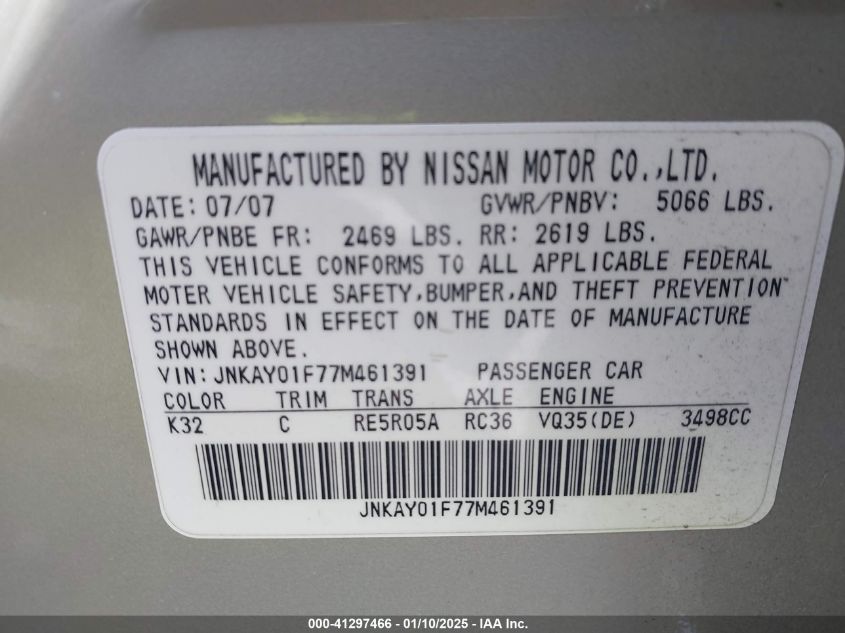 MANUFACTURED BY NISSAN MOTOR CO.,LTD.
DATE: 07/07 GVWR/PNBV: 5066 LBS.
GAWR/PNBE FR: 2469 LBS. RR: 2619 LBS.
THIS VEHICLE CONFORMS TO ALL APPLICABLE FEDERAL
MOTER VEHICLE SAFETY,BUMPER,AND THEFT PREVENTION
STANDARDS IN EFFECT ON THE DATE OF MANUFACTURE
SHOWN ABOVE.
VIN: JNKAY01F77M461391 PASSENGER CAR
COLOR TRIM TRANS AXLE ENGINE
K32 C RE5R05A RC36 VQ35(DE) 3498CC
JNKAY01F77M461391
000-41297466 - 01/10/2025 - IAA Inc.